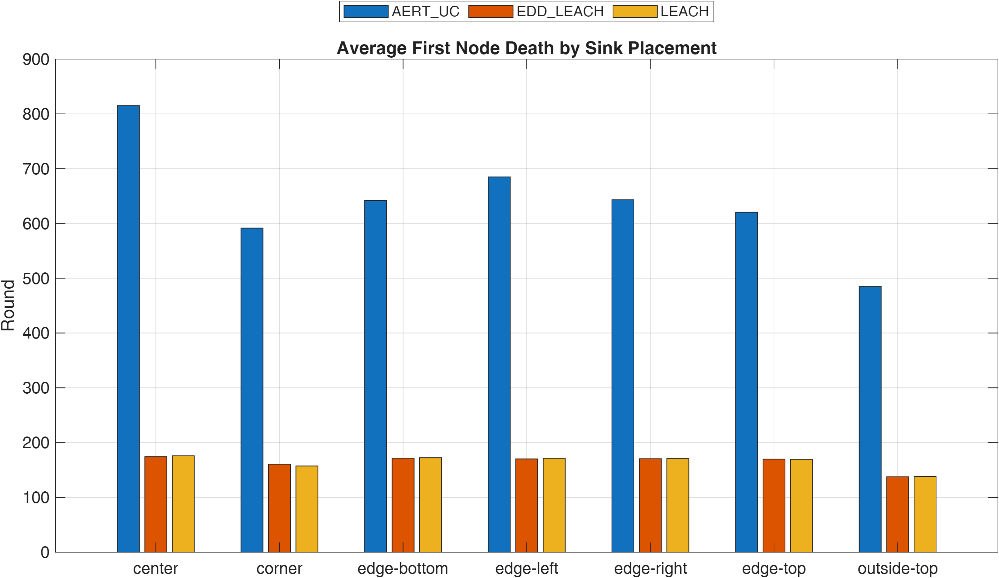 AERT_UC EDD_LEACH LEACH
Average First Node Death by Sink Placement
900
800
700
600
500
400
300
200
100
0
Round
center corner edge-bottom edge-left edge-right edge-top outside-top